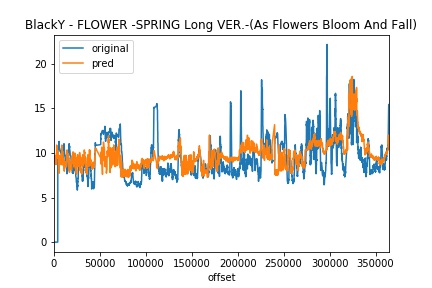 BlackY - FLOWER -SPRING Long VER.-(As Flowers Bloom And Fall)
original
pred
20
15
10
5
0
0 50000 100000 150000 200000 250000 300000 350000
offset